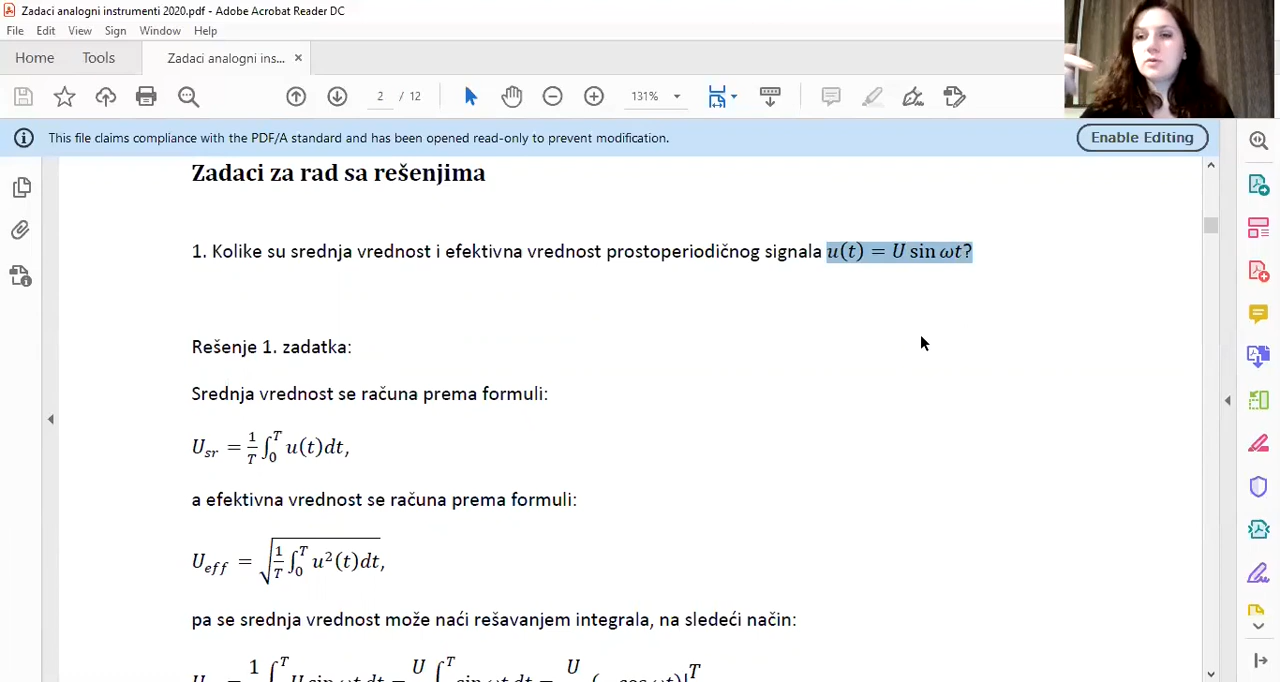 Zadaci analogni instrumenti 2020.pdf - Adobe Acrobat Reader DC
File Edit View Sign Window Help
Home Tools Zadaci analogni ins... ×
2 / 12 131%
This file claims compliance with the PDF/A standard and has been opened read-only to prevent modification. Enable Editing
Zadaci za rad sa rešenjima
1. Kolike su srednja vrednost i efektivna vrednost prostoperiodičnog signala u(t) = U sin ωt?
Rešenje 1. zadatka:
Srednja vrednost se računa prema formuli:
U_sr = 1/T ∫_0^T u(t)dt,
a efektivna vrednost se računa prema formuli:
U_eff = √(1/T ∫_0^T u²(t)dt),
pa se srednja vrednost može naći rešavanjem integrala, na sledeći način: